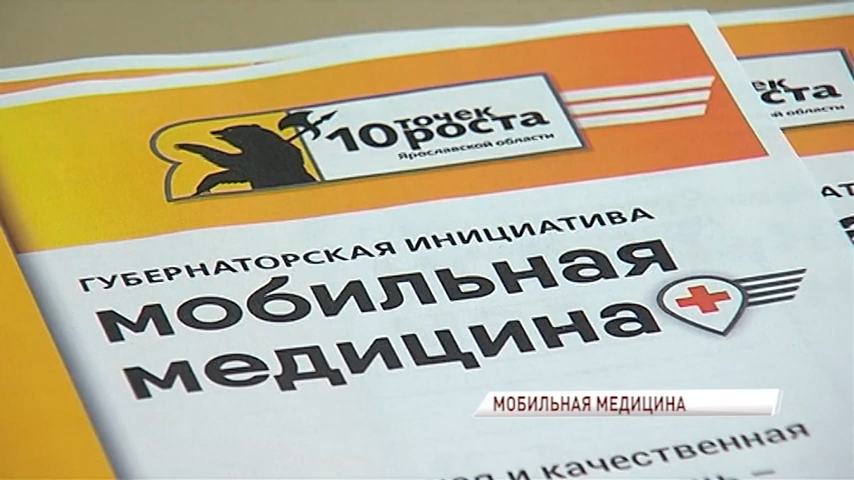 10 точек роста
Ярославской области
ГУБЕРНАТОРСКАЯ ИНИЦИАТИВА
мобильная
медицина
МОБИЛЬНАЯ МЕДИЦИНА
и качественная